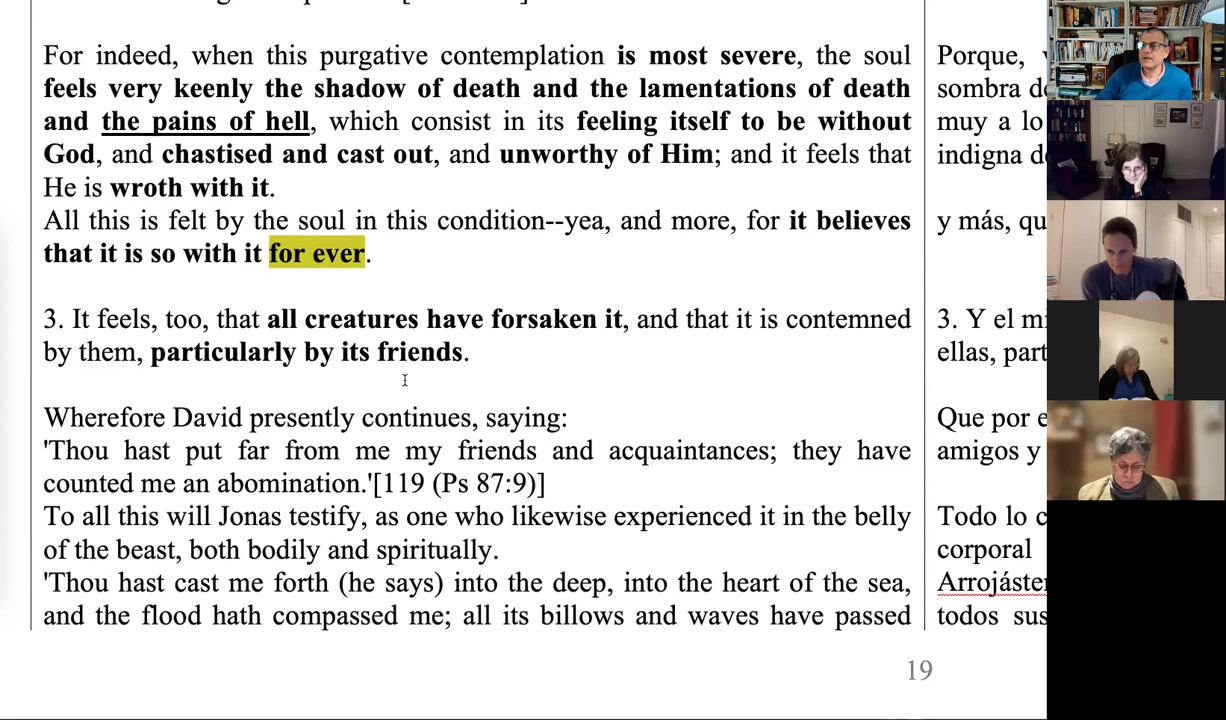 For indeed, when this purgative contemplation is most severe, the soul
feels very keenly the shadow of death and the lamentations of death
and the pains of hell, which consist in its feeling itself to be without
God, and chastised and cast out, and unworthy of Him; and it feels that
He is wroth with it.
All this is felt by the soul in this condition--yea, and more, for it believes
that it is so with it for ever.
3. It feels, too, that all creatures have forsaken it, and that it is contemned
by them, particularly by its friends.
Wherefore David presently continues, saying:
'Thou hast put far from me my friends and acquaintances; they have
counted me an abomination.'[119 (Ps 87:9)]
To all this will Jonas testify, as one who likewise experienced it in the belly
of the beast, both bodily and spiritually.
'Thou hast cast me forth (he says) into the deep, into the heart of the sea,
and the flood hath compassed me; all its billows and waves have passed
Porque,
sombra
muy a lo
indigna
y más,
3. Y el
ellas,
Que por
amigos y
Todo lo
corporal
todos sus
19